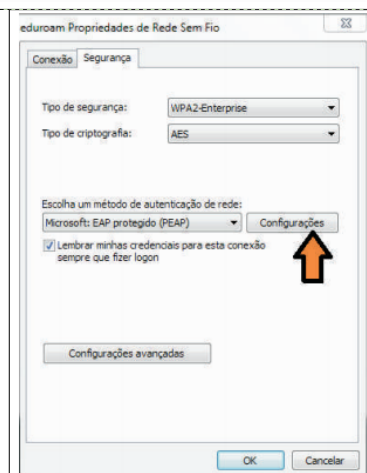 eduroam Propriedades de Rede Sem Fio
Conexão Segurança
Tipo de segurança: WPA2-Enterprise
Tipo de criptografia: AES
Escolha um método de autenticação de rede:
Microsoft: EAP protegido (PEAP) Configurações
Lembrar minhas credenciais para esta conexão
sempre que fizer logon
Configurações avançadas
OK Cancelar